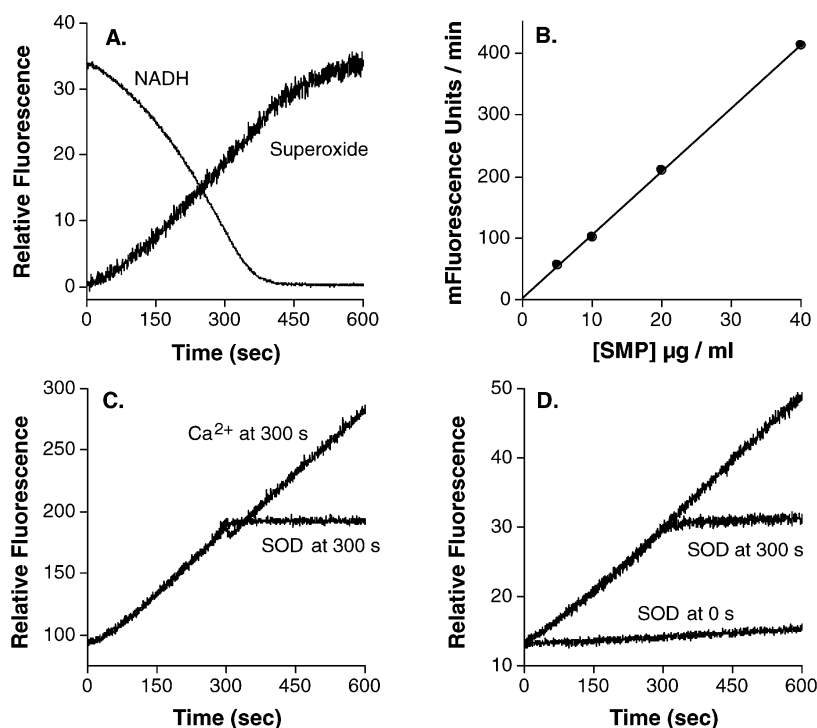 A.
Relative Fluorescence
40
30
20
10
0
NADH
Superoxide
0 150 300 450 600
Time (sec)
B.
mFluorescence Units / min
400
300
200
100
0
0 10 20 30 40
[SMP] µg / ml
C.
Relative Fluorescence
300
250
200
150
100
Ca2+ at 300 s
SOD at 300 s
0 150 300 450 600
Time (sec)
D.
Relative Fluorescence
50
40
30
20
10
SOD at 300 s
SOD at 0 s
0 150 300 450 600
Time (sec)